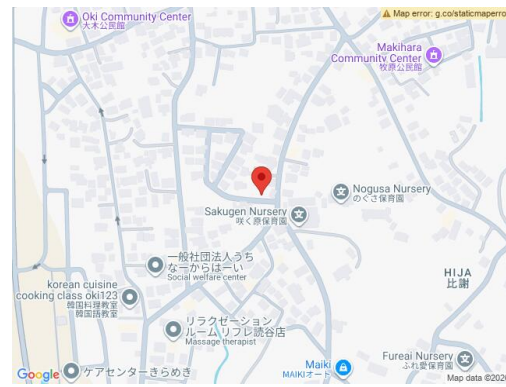 Oki Community Center
大木公民館
Map error: g.co/staticmaperro
Makihara
Community Center
牧原公民館
Nogusa Nursery
のぐさ保育園
Sakugen Nursery
咲く原保育園
一般社団法人うち
なーからはーい
Social welfare center
HIJA
比謝
korean cuisine
cooking class oki123
韓国料理教室
韓国語教室
リラクゼーション
ルーム リフレ読谷店
Massage therapist
Maiki
MAIKIオート
Fureai Nursery
ふれ愛保育園
Google
ケアセンターきらめき
Map data ©2026